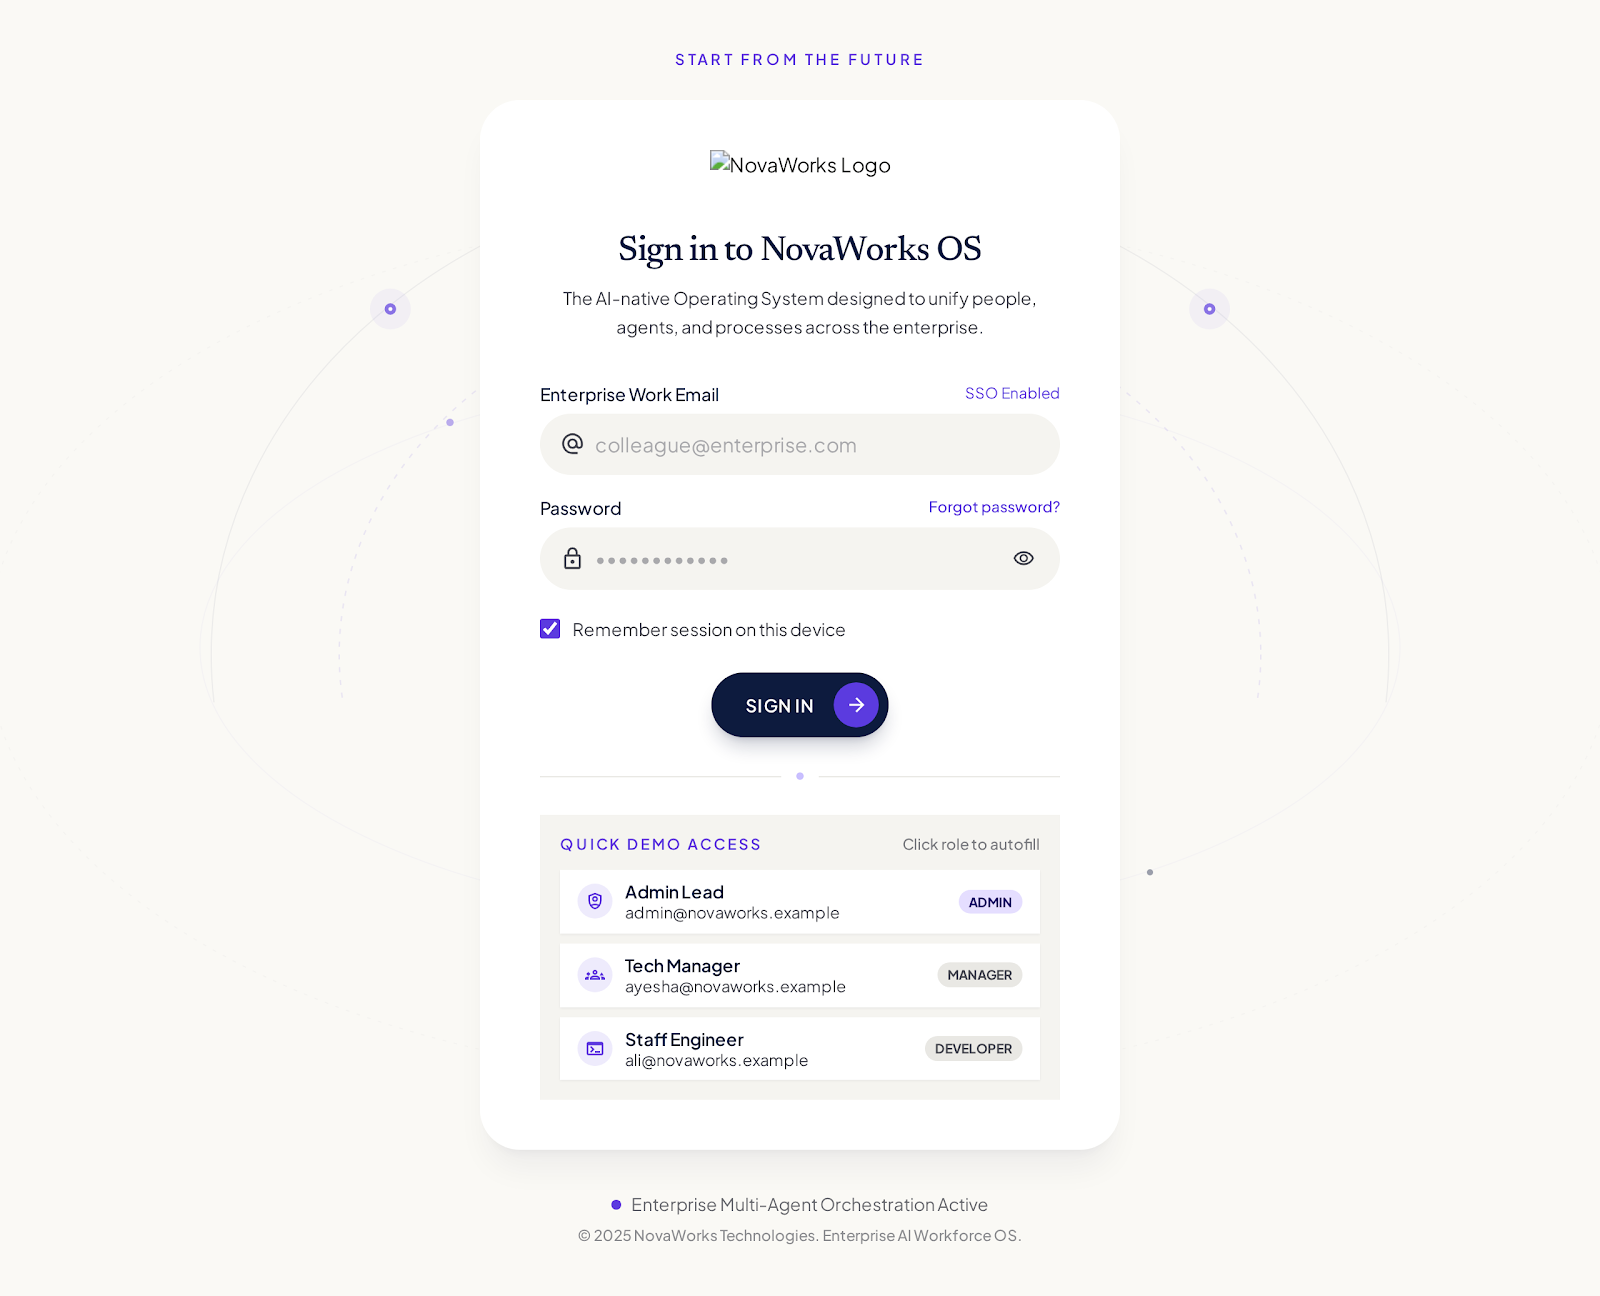 START FROM THE FUTURE
NovaWorks Logo
Sign in to NovaWorks OS
The AI-native Operating System designed to unify people,
agents, and processes across the enterprise.
Enterprise Work Email
SSO Enabled
colleague@enterprise.com
Password
Forgot password?
••••••••••••
Remember session on this device
SIGN IN
QUICK DEMO ACCESS
Click role to autofill
Admin Lead
admin@novaworks.example
ADMIN
Tech Manager
ayesha@novaworks.example
MANAGER
Staff Engineer
ali@novaworks.example
DEVELOPER
Enterprise Multi-Agent Orchestration Active
© 2025 NovaWorks Technologies. Enterprise AI Workforce OS.